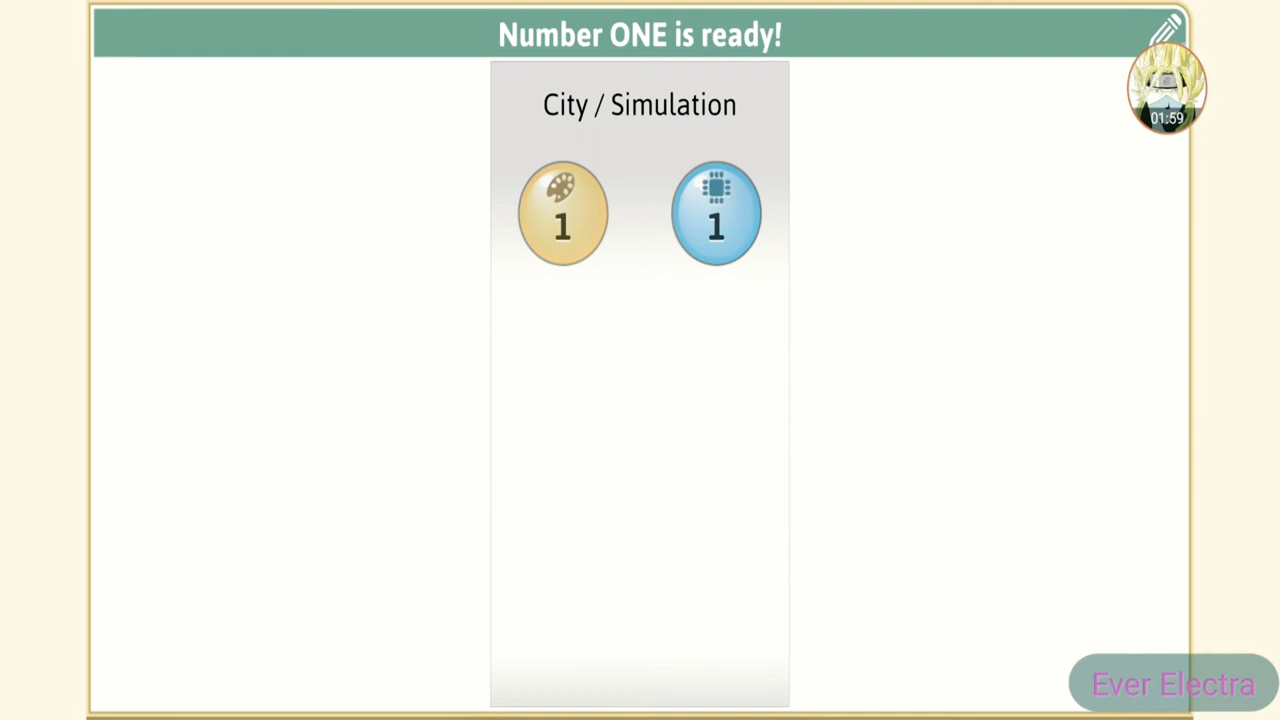 Number ONE is ready!
01:59
City / Simulation
1 1
Ever Electra